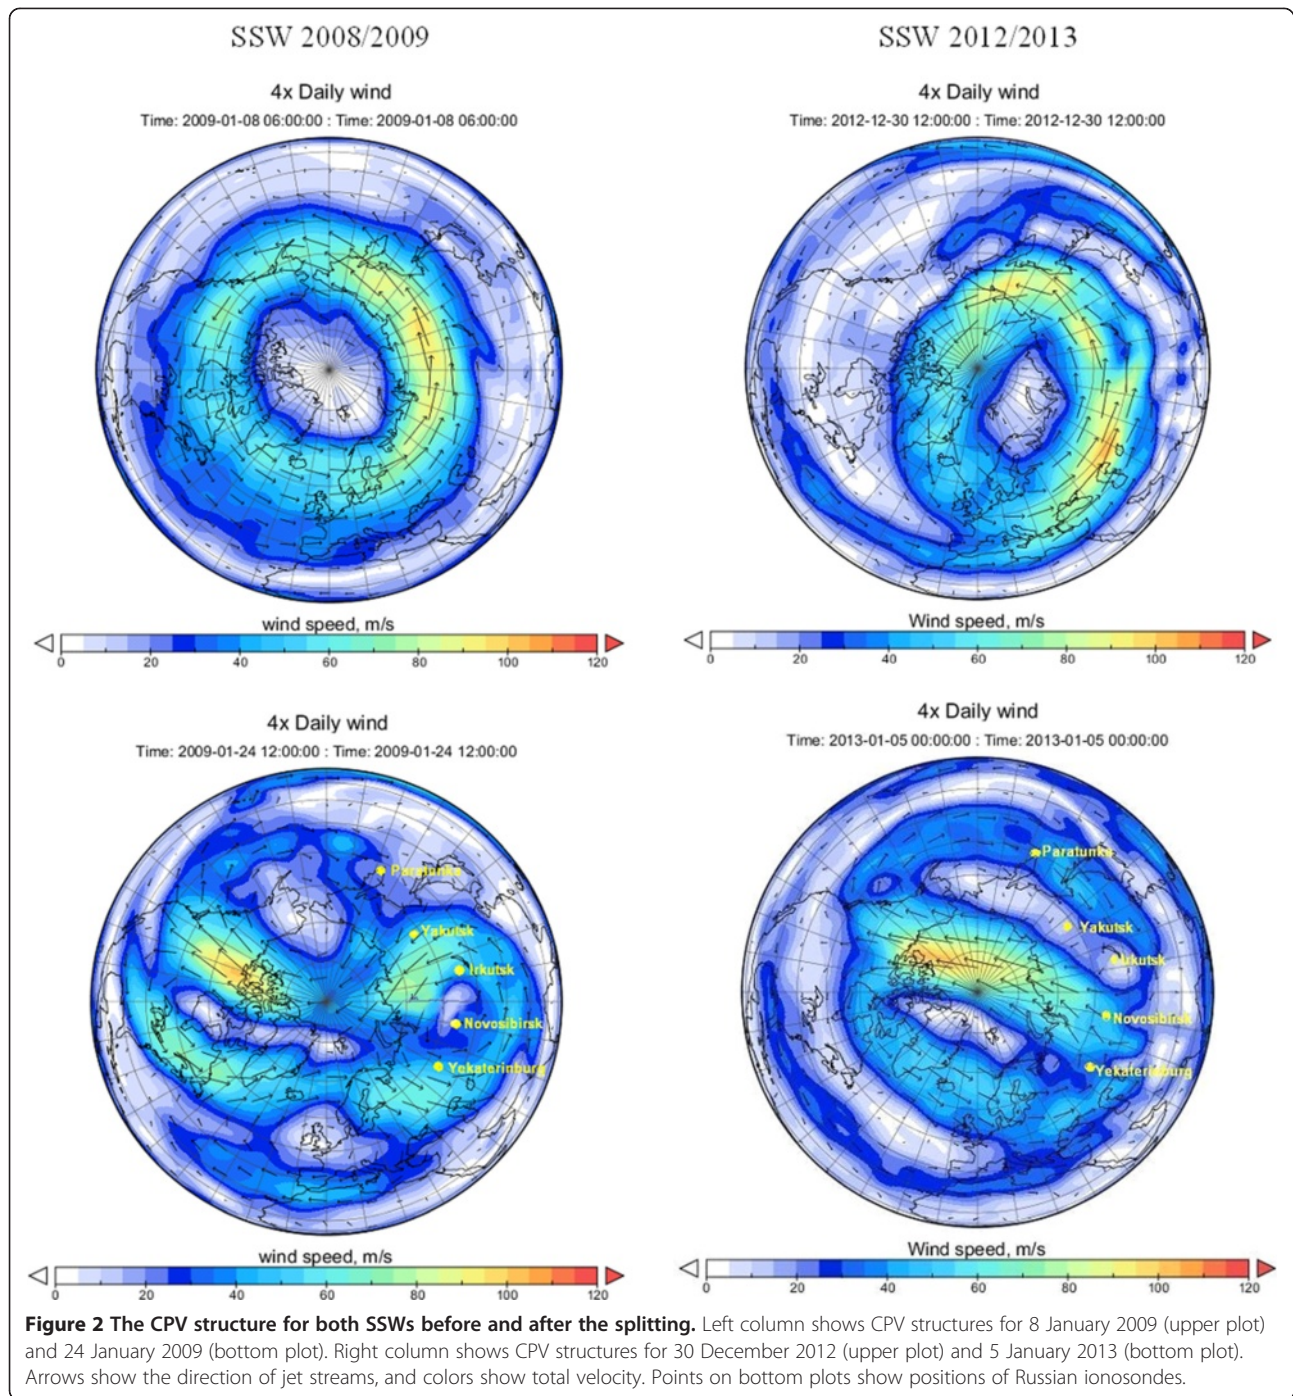 SSW 2008/2009
SSW 2012/2013
4x Daily wind
Time: 2009-01-08 06:00:00 : Time: 2009-01-08 06:00:00
4x Daily wind
Time: 2012-12-30 12:00:00 : Time: 2012-12-30 12:00:00
wind speed, m/s
0 20 40 60 80 100 120
Wind speed, m/s
0 20 40 60 80 100 120
4x Daily wind
Time: 2009-01-24 12:00:00 : Time: 2009-01-24 12:00:00
Paratunka
Yakutsk
Irkutsk
Novosibirsk
Yekaterinburg
wind speed, m/s
0 20 40 60 80 100 120
4x Daily wind
Time: 2013-01-05 00:00:00 : Time: 2013-01-05 00:00:00
Paratunka
Yakutsk
Irkutsk
Novosibirsk
Yekaterinburg
Wind speed, m/s
0 20 40 60 80 100 120
Figure 2 The CPV structure for both SSWs before and after the splitting. Left column shows CPV structures for 8 January 2009 (upper plot)
and 24 January 2009 (bottom plot). Right column shows CPV structures for 30 December 2012 (upper plot) and 5 January 2013 (bottom plot).
Arrows show the direction of jet streams, and colors show total velocity. Points on bottom plots show positions of Russian ionosondes.